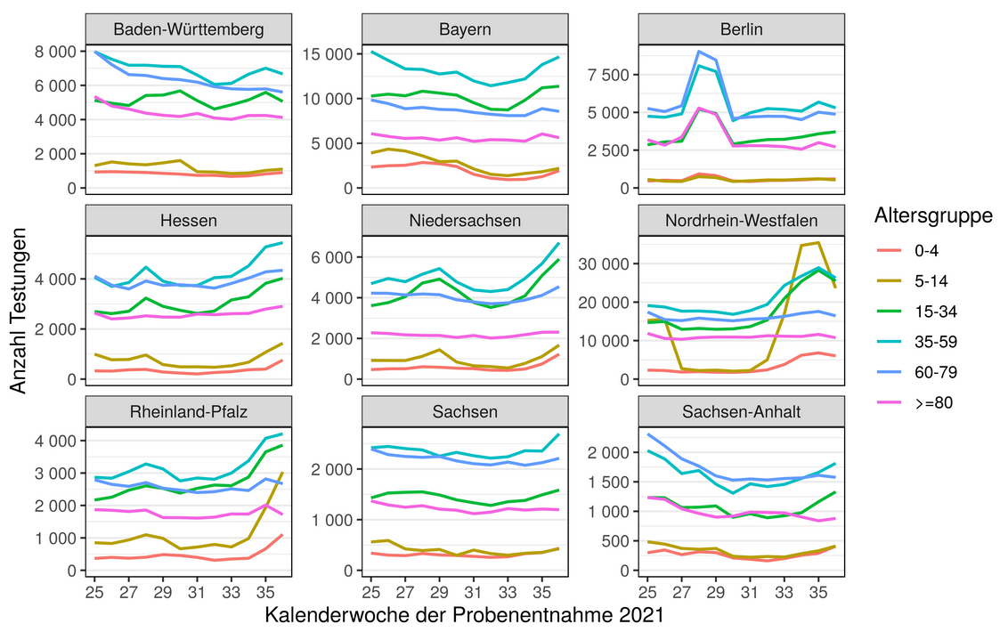 Baden-Württemberg
Bayern
Berlin
8 000
6 000
4 000
2 000
0
15 000
10 000
5 000
0
7 500
5 000
2 500
0
Hessen
Niedersachsen
Nordrhein-Westfalen
4 000
2 000
0
6 000
4 000
2 000
0
30 000
20 000
10 000
0
Rheinland-Pfalz
Sachsen
Sachsen-Anhalt
4 000
3 000
2 000
1 000
0
2 000
1 000
0
2 000
1 500
1 000
500
0
25 27 29 31 33 35
25 27 29 31 33 35
25 27 29 31 33 35
Kalenderwoche der Probenentnahme 2021
Anzahl Testungen
Altersgruppe
0-4
5-14
15-34
35-59
60-79
>=80